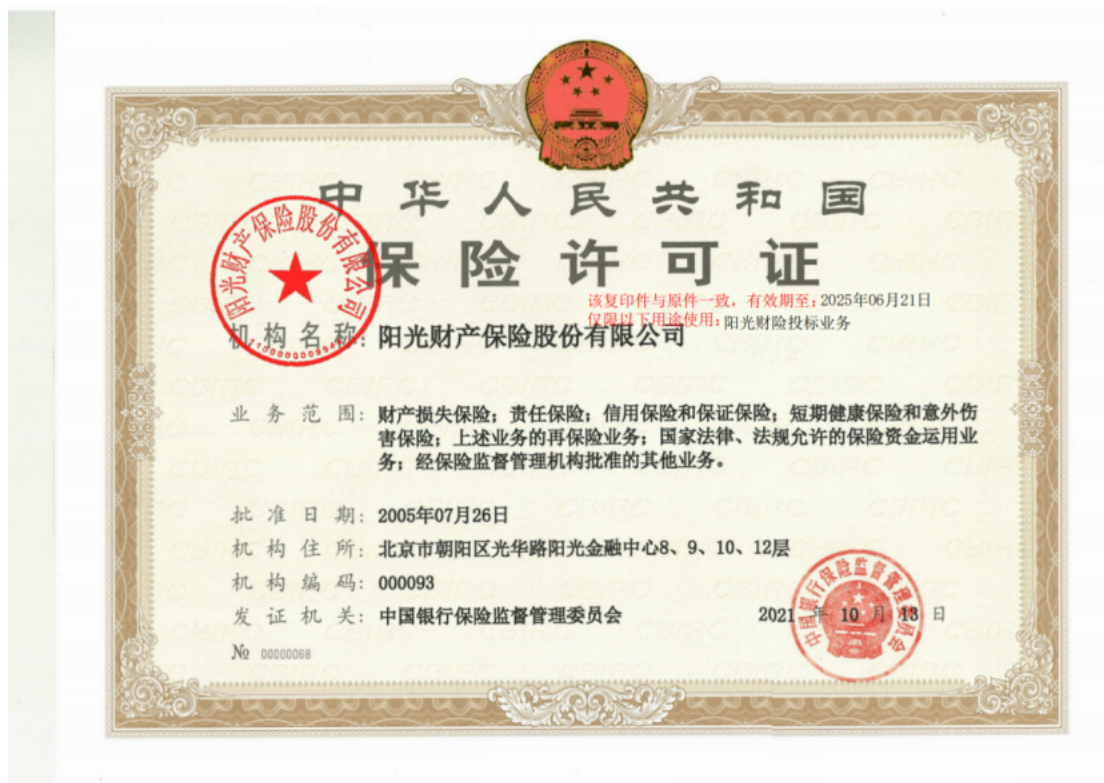 中华人民共和国
保险许可证
该复印件与原件一致，有效期至：2025年06月21日
仅限以下用途使用：阳光财险投标业务
阳光财产保险股份有限公司
机构名称：阳光财产保险股份有限公司
业务范围：财产损失保险；责任保险；信用保险和保证保险；短期健康保险和意外伤
害保险；上述业务的再保险业务；国家法律、法规允许的保险资金运用业
务；经保险监督管理机构批准的其他业务。
批准日期：2005年07月26日
机构住所：北京市朝阳区光华路阳光金融中心8、9、10、12层
机构编码：000093
发证机关：中国银行保险监督管理委员会
2021 年 10 月 13 日
中国银行保险监督管理委员会
№ 00000068
CBIRC